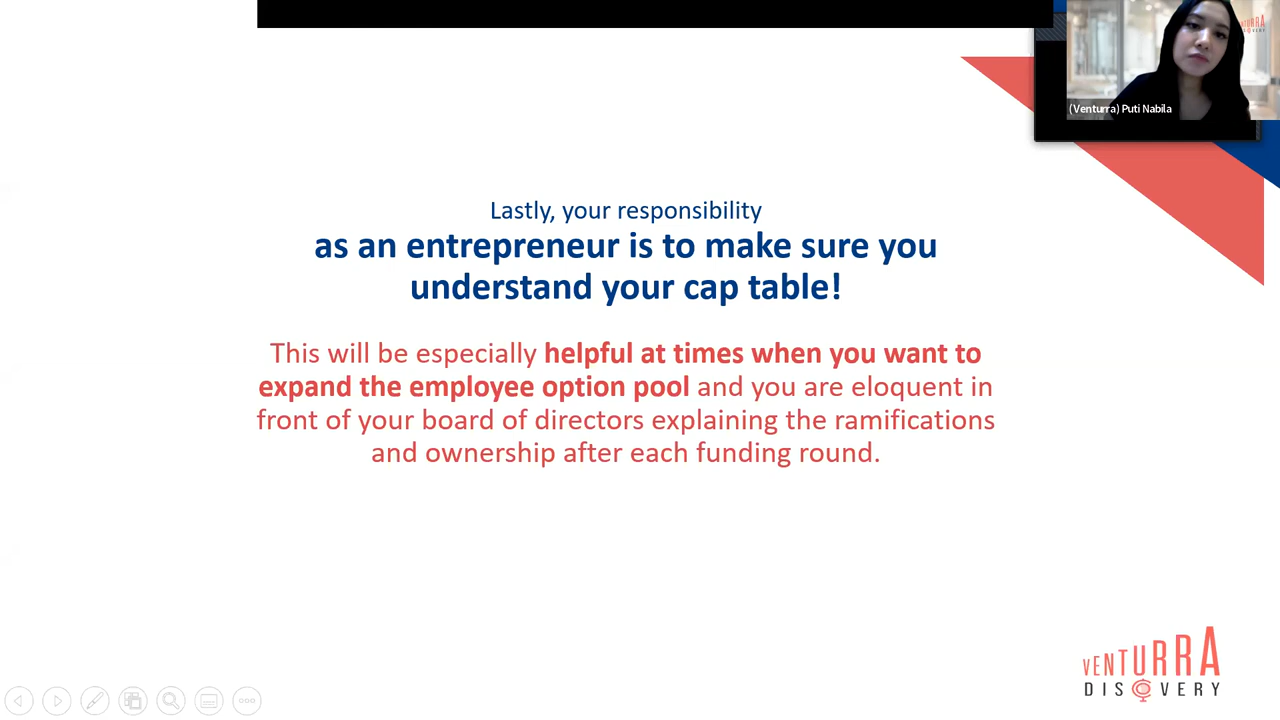 (Venturra) Puti Nabila
Lastly, your responsibility
as an entrepreneur is to make sure you
understand your cap table!
This will be especially helpful at times when you want to
expand the employee option pool and you are eloquent in
front of your board of directors explaining the ramifications
and ownership after each funding round.
VENTURRA
DISCOVERY